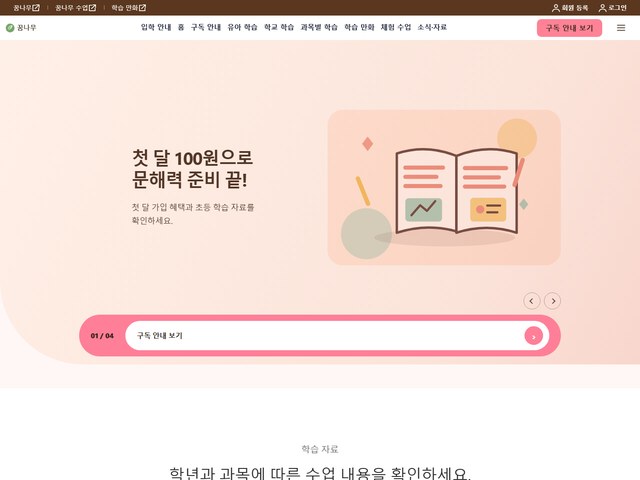 꿈나무 꿈나무 수업 학습 만화 회원 등록 로그인
꿈나무 입학 안내 홈 구독 안내 유아 학습 학교 학습 과목별 학습 학습 만화 체험 수업 소식·자료 구독 안내 보기
첫 달 100원으로
문해력 준비 끝!
첫 달 가입 혜택과 초등 학습 자료를
확인하세요.
01 / 04 구독 안내 보기
학습 자료
학년과 과목에 따른 수업 내용을 확인하세요.